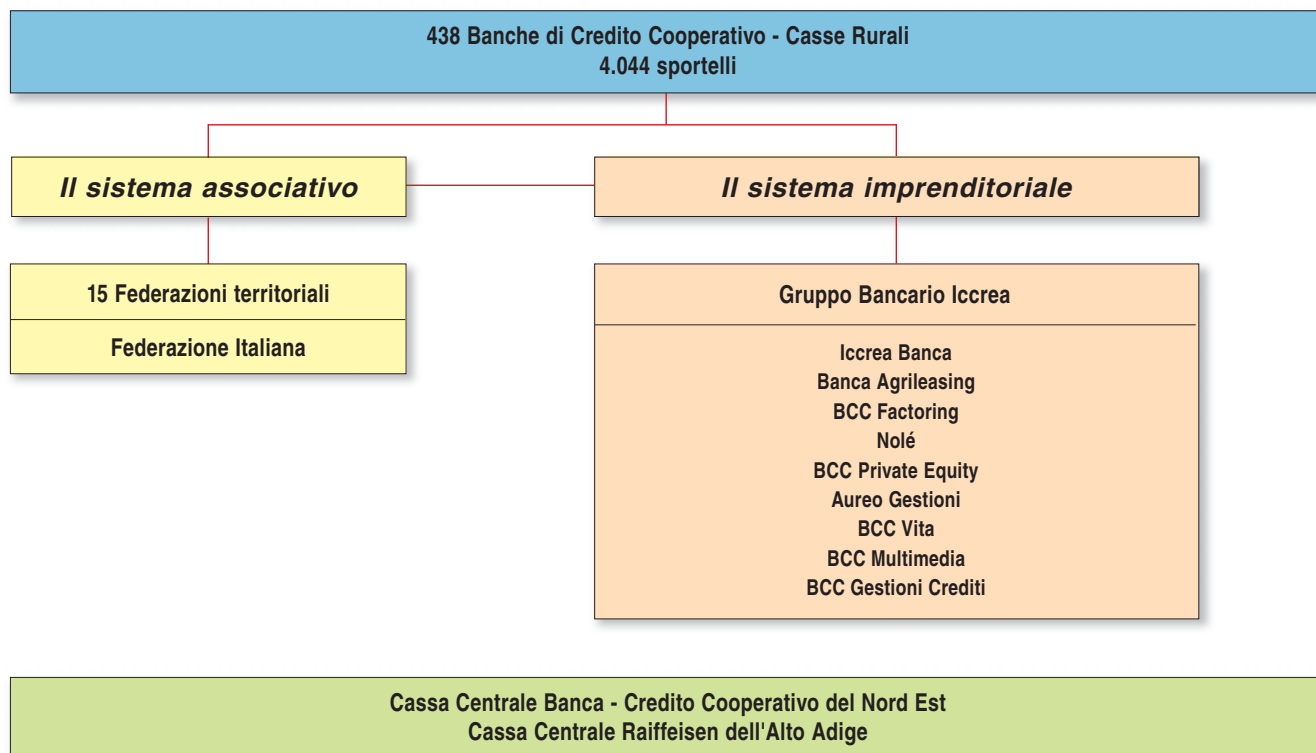 438 Banche di Credito Cooperativo - Casse Rurali
4.044 sportelli
Il sistema associativo
Il sistema imprenditoriale
15 Federazioni territoriali
Federazione Italiana
Gruppo Bancario Iccrea
Iccrea Banca
Banca Agrileasing
BCC Factoring
Nolé
BCC Private Equity
Aureo Gestioni
BCC Vita
BCC Multimedia
BCC Gestioni Crediti
Cassa Centrale Banca - Credito Cooperativo del Nord Est
Cassa Centrale Raiffeisen dell'Alto Adige